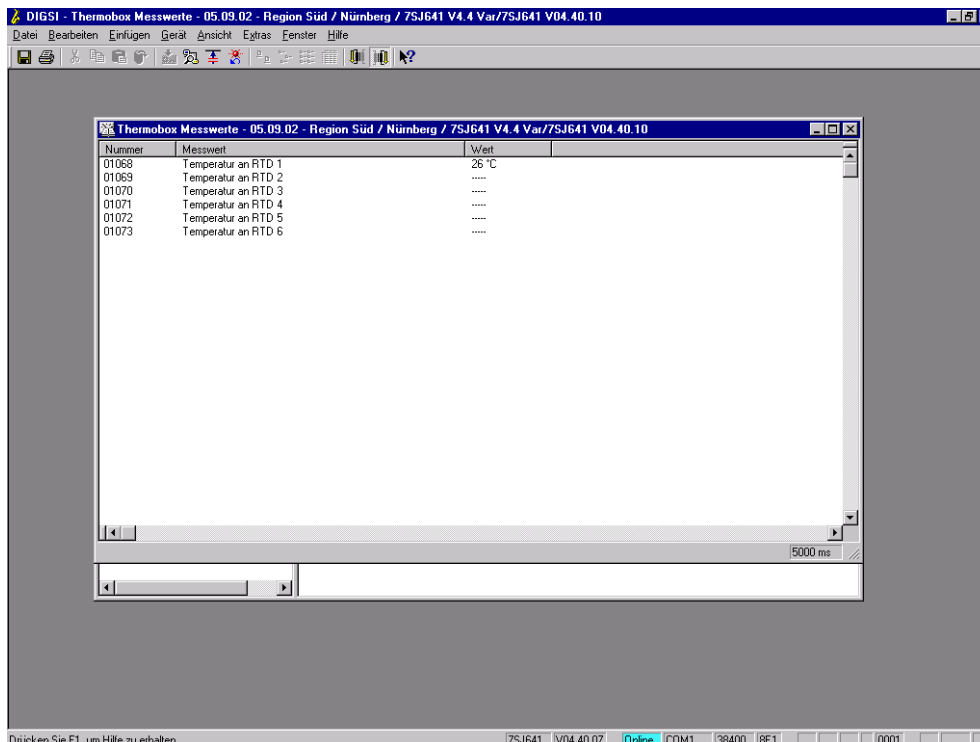 DIGSI - Thermobox Messwerte - 05.09.02 - Region Süd / Nürnberg / 7SJ641 V4.4 Var/7SJ641 V04.40.10
Datei Bearbeiten Einfügen Gerät Ansicht Extras Fenster Hilfe
Thermobox Messwerte - 05.09.02 - Region Süd / Nürnberg / 7SJ641 V4.4 Var/7SJ641 V04.40.10
Nummer Messwert Wert
01068 Temperatur an RTD 1 26 °C
01069 Temperatur an RTD 2 -----
01070 Temperatur an RTD 3 -----
01071 Temperatur an RTD 4 -----
01072 Temperatur an RTD 5 -----
01073 Temperatur an RTD 6 -----
5000 ms
Drücken Sie F1, um Hilfe zu erhalten. 7SJ641 V04.40.07 Online COM1 38400 8E1 0001